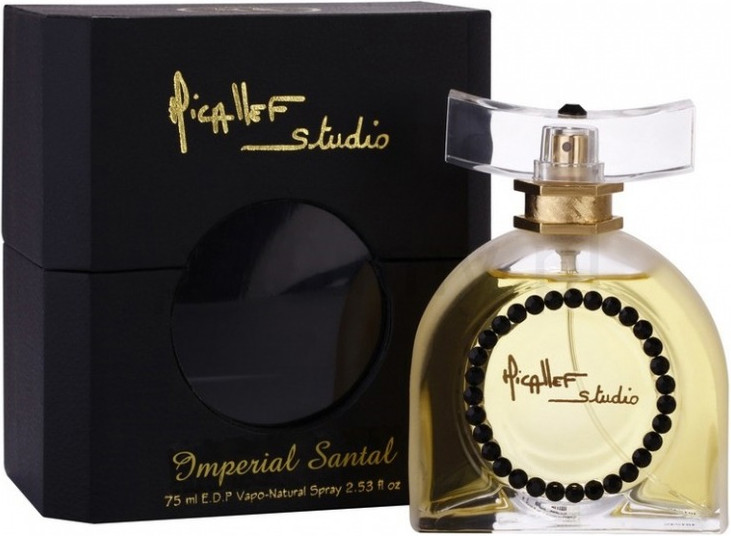 Micallef
Studio
Imperial Santal
75 ml E.D.P Vapo-Natural Spray 2.53 fl oz
Micallef
Studio